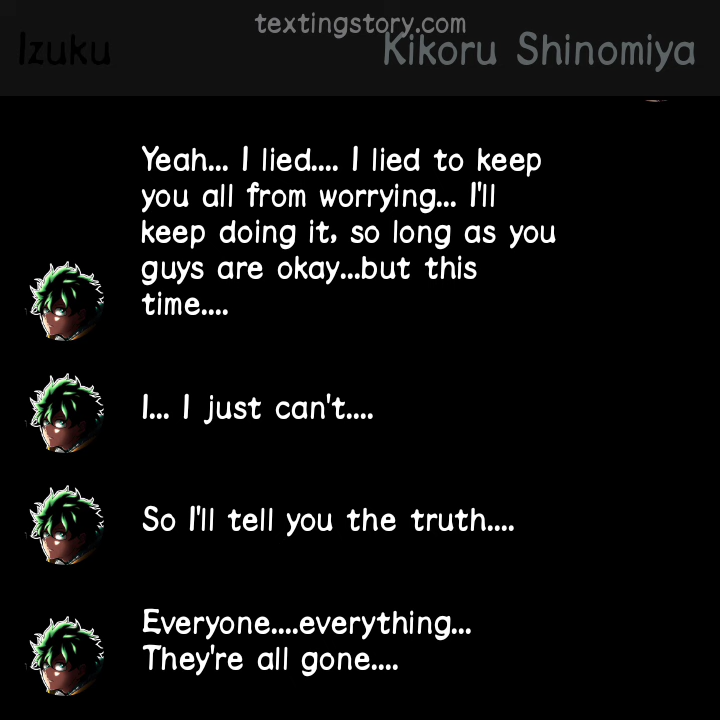 textingstory.com
Izuku
Kikoru Shinomiya
Yeah... I lied.... I lied to keep
you all from worrying... I'll
keep doing it, so long as you
guys are okay...but this
time....
I... I just can't....
So I'll tell you the truth....
Everyone....everything...
They're all gone....